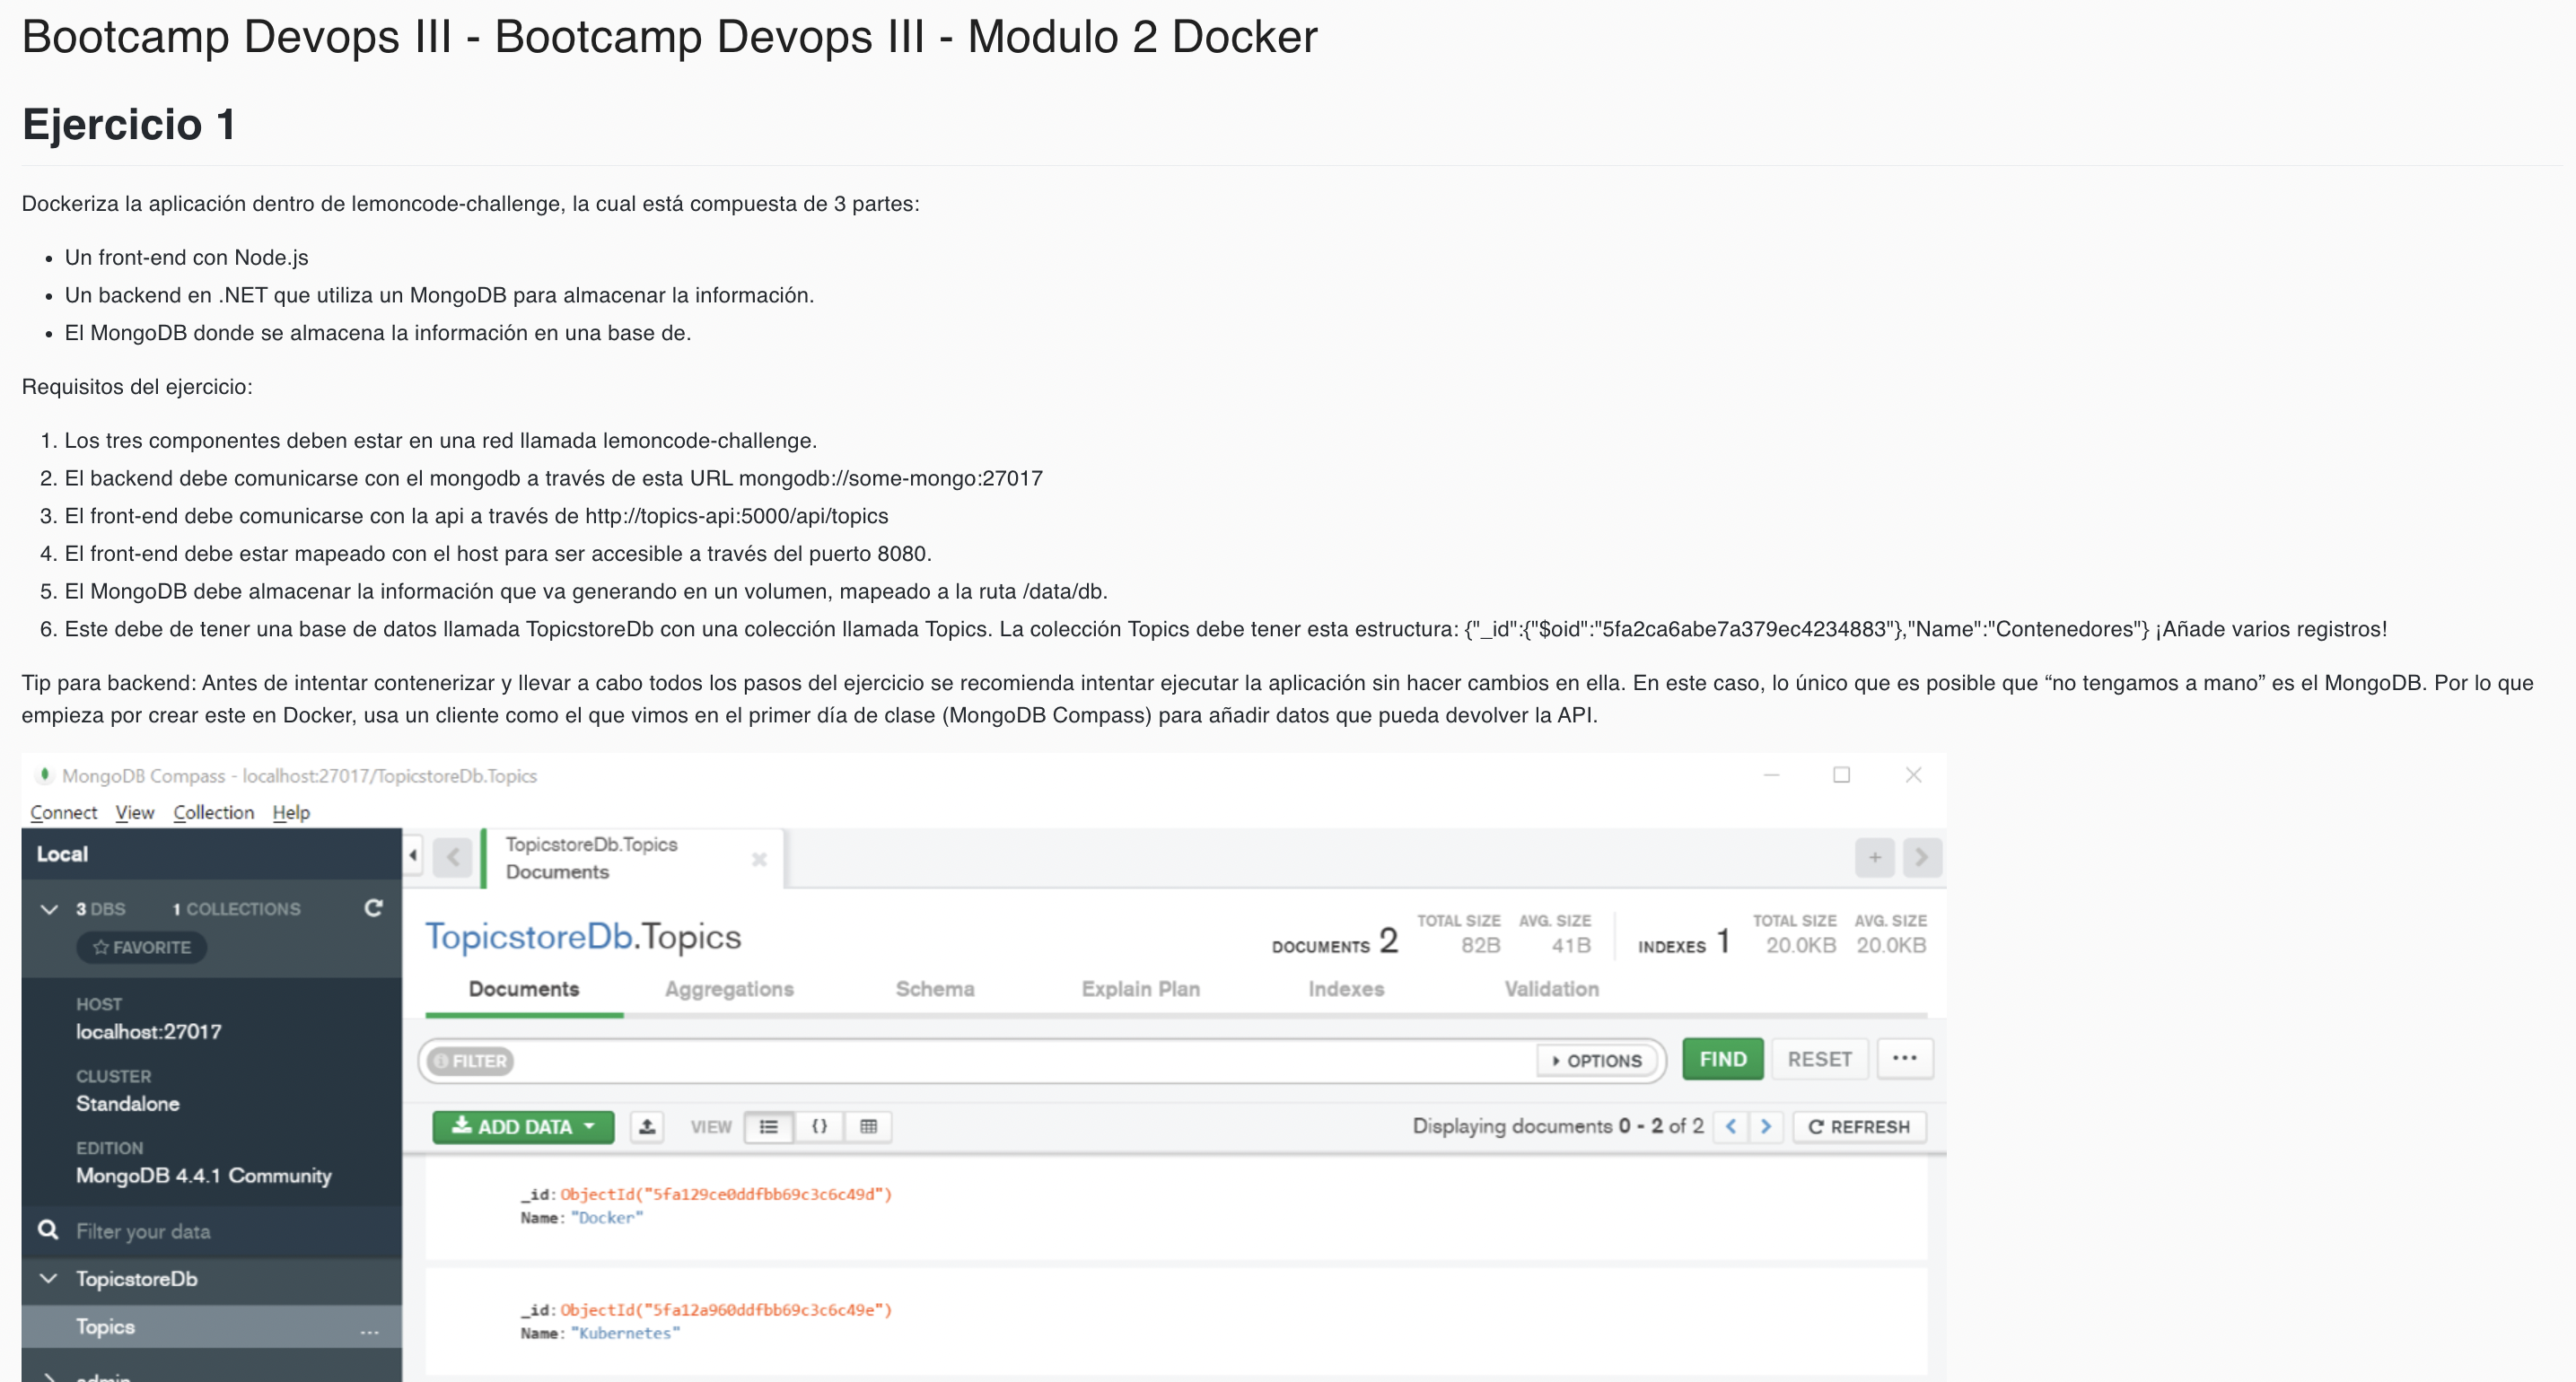 Bootcamp Devops III - Bootcamp Devops III - Modulo 2 Docker
Ejercicio 1
Dockeriza la aplicación dentro de lemoncode-challenge, la cual está compuesta de 3 partes:
• Un front-end con Node.js
• Un backend en .NET que utiliza un MongoDB para almacenar la información.
• El MongoDB donde se almacena la información en una base de.
Requisitos del ejercicio:
1. Los tres componentes deben estar en una red llamada lemoncode-challenge.
2. El backend debe comunicarse con el mongodb a través de esta URL mongodb://some-mongo:27017
3. El front-end debe comunicarse con la api a través de http://topics-api:5000/api/topics
4. El front-end debe estar mapeado con el host para ser accesible a través del puerto 8080.
5. El MongoDB debe almacenar la información que va generando en un volumen, mapeado a la ruta /data/db.
6. Este debe de tener una base de datos llamada TopicstoreDb con una colección llamada Topics. La colección Topics debe tener esta estructura: {"_id":{"$oid":"5fa2ca6abe7a379ec4234883"},"Name":"Contenedores"} ¡Añade varios registros!
Tip para backend: Antes de intentar contenerizar y llevar a cabo todos los pasos del ejercicio se recomienda intentar ejecutar la aplicación sin hacer cambios en ella. En este caso, lo único que es posible que “no tengamos a mano” es el MongoDB. Por lo que
empieza por crear este en Docker, usa un cliente como el que vimos en el primer día de clase (MongoDB Compass) para añadir datos que pueda devolver la API.
MongoDB Compass - localhost:27017/TopicstoreDb.Topics
Connect View Collection Help
Local
TopicstoreDb.Topics
Documents
3 DBS 1 COLLECTIONS
FAVORITE
HOST
localhost:27017
CLUSTER
Standalone
EDITION
MongoDB 4.4.1 Community
Filter your data
TopicstoreDb
Topics ...
admin
TopicstoreDb.Topics
DOCUMENTS 2 TOTAL SIZE 82B AVG. SIZE 41B INDEXES 1 TOTAL SIZE 20.0KB AVG. SIZE 20.0KB
Documents Aggregations Schema Explain Plan Indexes Validation
FILTER OPTIONS FIND RESET ...
ADD DATA VIEW {} Displaying documents 0 - 2 of 2 REFRESH
_id: ObjectId("5fa129ce0ddfbb69c3c6c49d")
Name: "Docker"
_id: ObjectId("5fa12a960ddfbb69c3c6c49e")
Name: "Kubernetes"